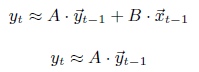 y_t ≈ A · \vec{y}_{t−1} + B · \vec{x}_{t−1}
y_t ≈ A · \vec{y}_{t−1}